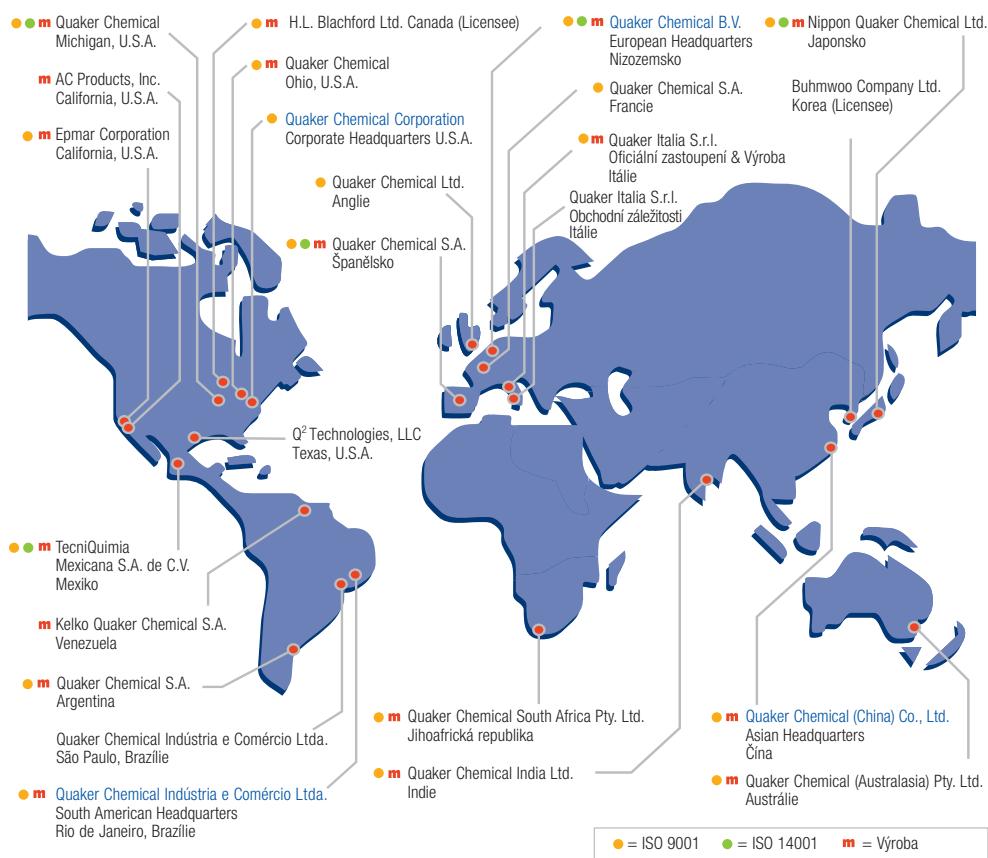 m Quaker Chemical
Michigan, U.S.A.
m AC Products, Inc.
California, U.S.A.
m Epmar Corporation
California, U.S.A.
m H.L. Blachford Ltd. Canada (Licensee)
m Quaker Chemical
Ohio, U.S.A.
Quaker Chemical Corporation
Corporate Headquarters U.S.A.
Quaker Chemical Ltd.
Anglie
m Quaker Chemical S.A.
Španělsko
m Quaker Chemical B.V.
European Headquarters
Nizozemsko
Quaker Chemical S.A.
Francie
m Quaker Italia S.r.l.
Oficiální zastoupení & Výroba
Itálie
Quaker Italia S.r.l.
Obchodní záležitosti
Itálie
m Nippon Quaker Chemical Ltd.
Japonsko
Buhmwoo Company Ltd.
Korea (Licensee)
Q2 Technologies, LLC
Texas, U.S.A.
m TecniQuimia
Mexicana S.A. de C.V.
Mexiko
m Kelko Quaker Chemical S.A.
Venezuela
m Quaker Chemical S.A.
Argentina
Quaker Chemical Indústria e Comércio Ltda.
São Paulo, Brazílie
m Quaker Chemical Indústria e Comércio Ltda.
South American Headquarters
Rio de Janeiro, Brazílie
m Quaker Chemical South Africa Pty. Ltd.
Jihoafrická republika
m Quaker Chemical India Ltd.
Indie
m Quaker Chemical (China) Co., Ltd.
Asian Headquarters
Čína
m Quaker Chemical (Australasia) Pty. Ltd.
Austrálie
= ISO 9001 = ISO 14001 m = Výroba